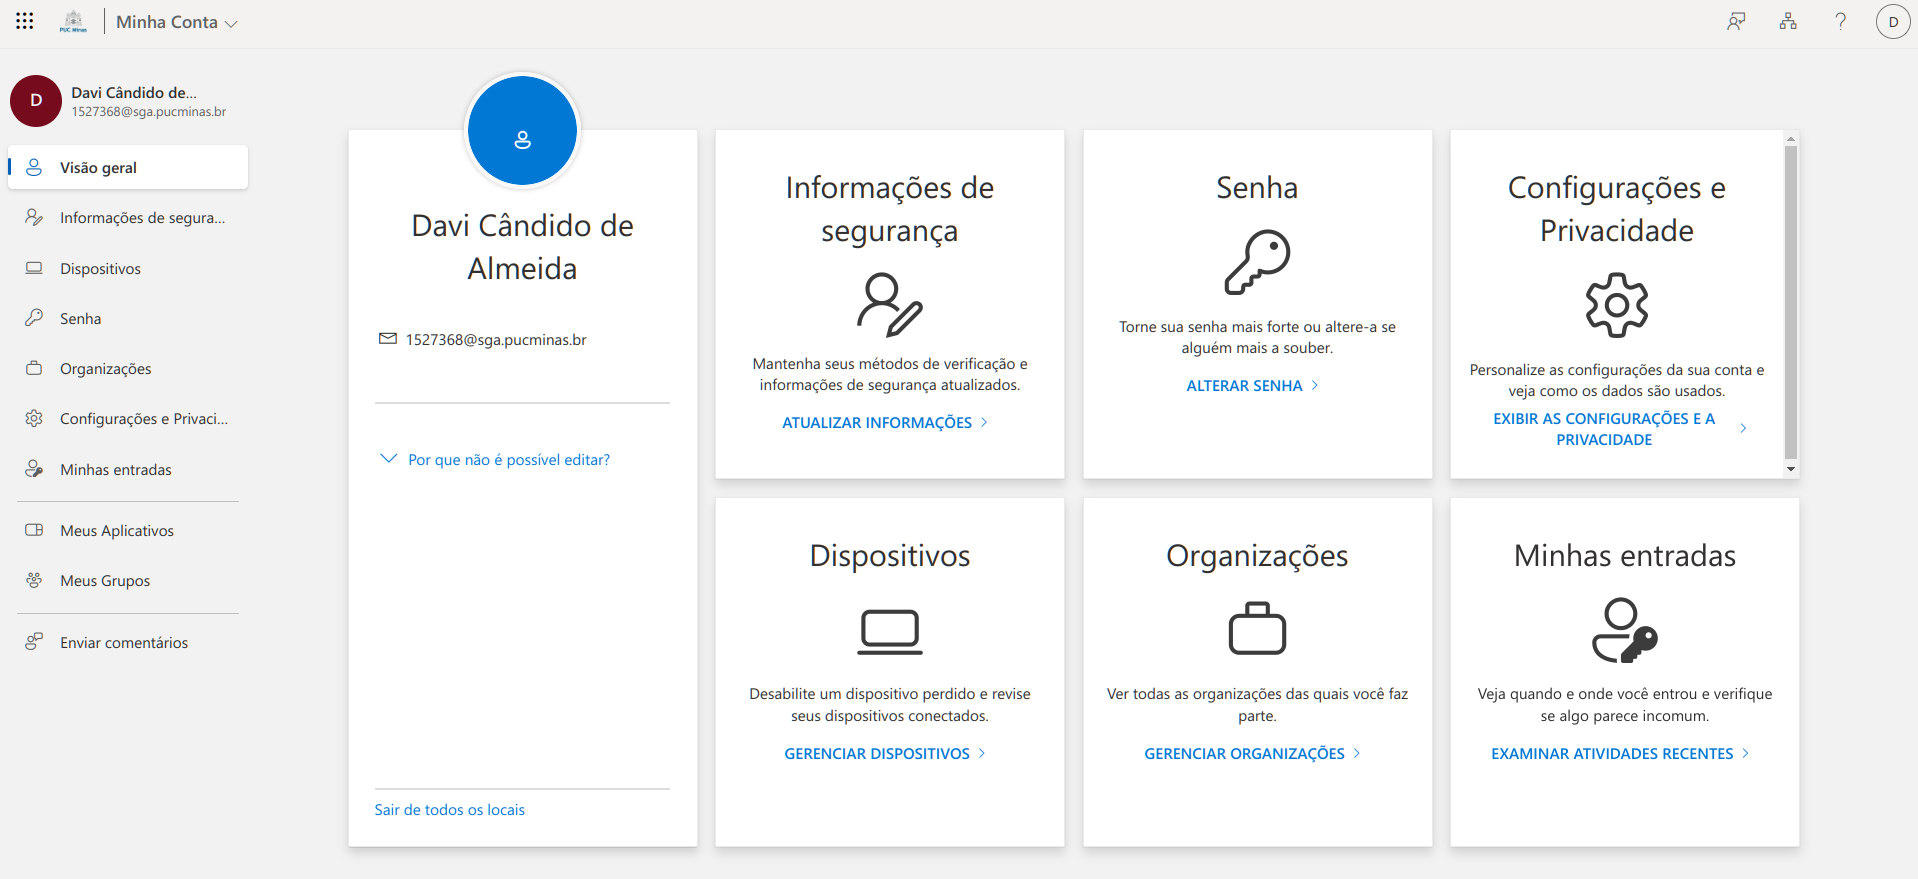 PUC Minas
Minha Conta
D
D
Davi Cândido de...
1527368@sga.pucminas.br
Visão geral
Informações de segura...
Dispositivos
Senha
Organizações
Configurações e Privaci...
Minhas entradas
Meus Aplicativos
Meus Grupos
Enviar comentários
Davi Cândido de
Almeida
1527368@sga.pucminas.br
Por que não é possível editar?
Sair de todos os locais
Informações de
segurança
Mantenha seus métodos de verificação e
informações de segurança atualizados.
ATUALIZAR INFORMAÇÕES
Senha
Torne sua senha mais forte ou altere-a se
alguém mais a souber.
ALTERAR SENHA
Configurações e
Privacidade
Personalize as configurações da sua conta e
veja como os dados são usados.
EXIBIR AS CONFIGURAÇÕES E A
PRIVACIDADE
Dispositivos
Desabilite um dispositivo perdido e revise
seus dispositivos conectados.
GERENCIAR DISPOSITIVOS
Organizações
Ver todas as organizações das quais você faz
parte.
GERENCIAR ORGANIZAÇÕES
Minhas entradas
Veja quando e onde você entrou e verifique
se algo parece incomum.
EXAMINAR ATIVIDADES RECENTES